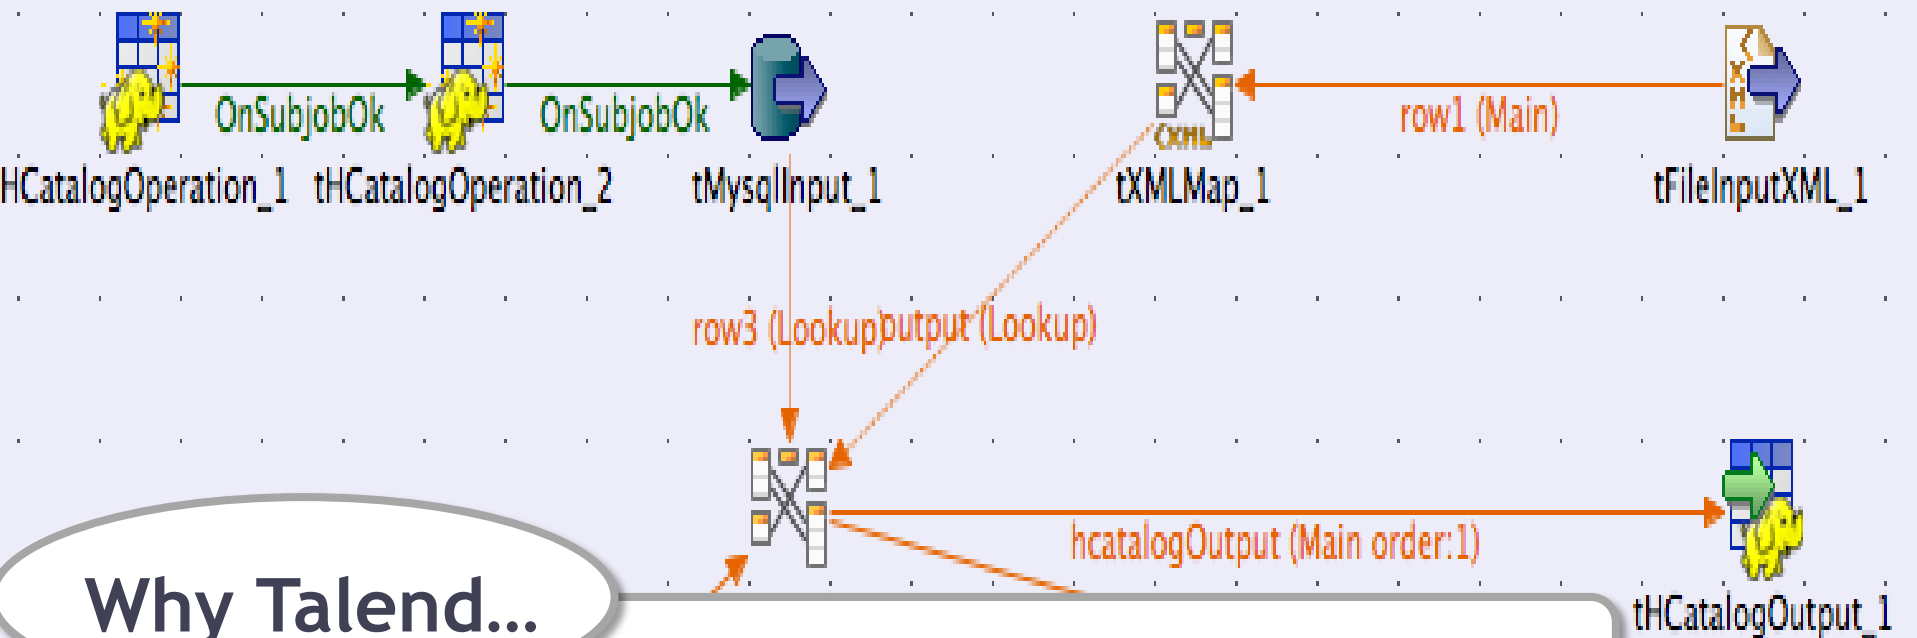 OnSubjobOk
OnSubjobOk
row1 (Main)
HCatalogOperation_1
tHCatalogOperation_2
tMysqlInput_1
tXMLMap_1
tFileInputXML_1
row3 (Lookup)
output (Lookup)
hcatalogOutput (Main order:1)
Why Talend...
tHCatalogOutput_1